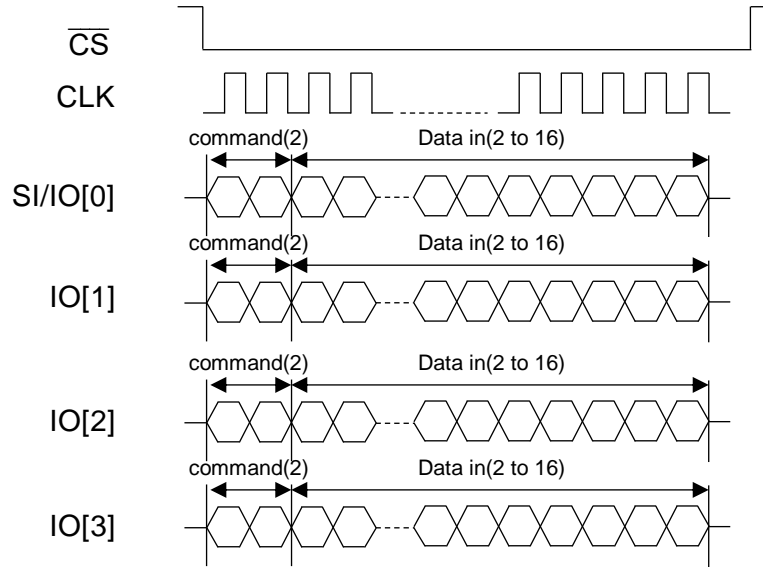 CS
CLK
command(2) Data in(2 to 16)
SI/IO[0]
command(2) Data in(2 to 16)
IO[1]
command(2) Data in(2 to 16)
IO[2]
command(2) Data in(2 to 16)
IO[3]